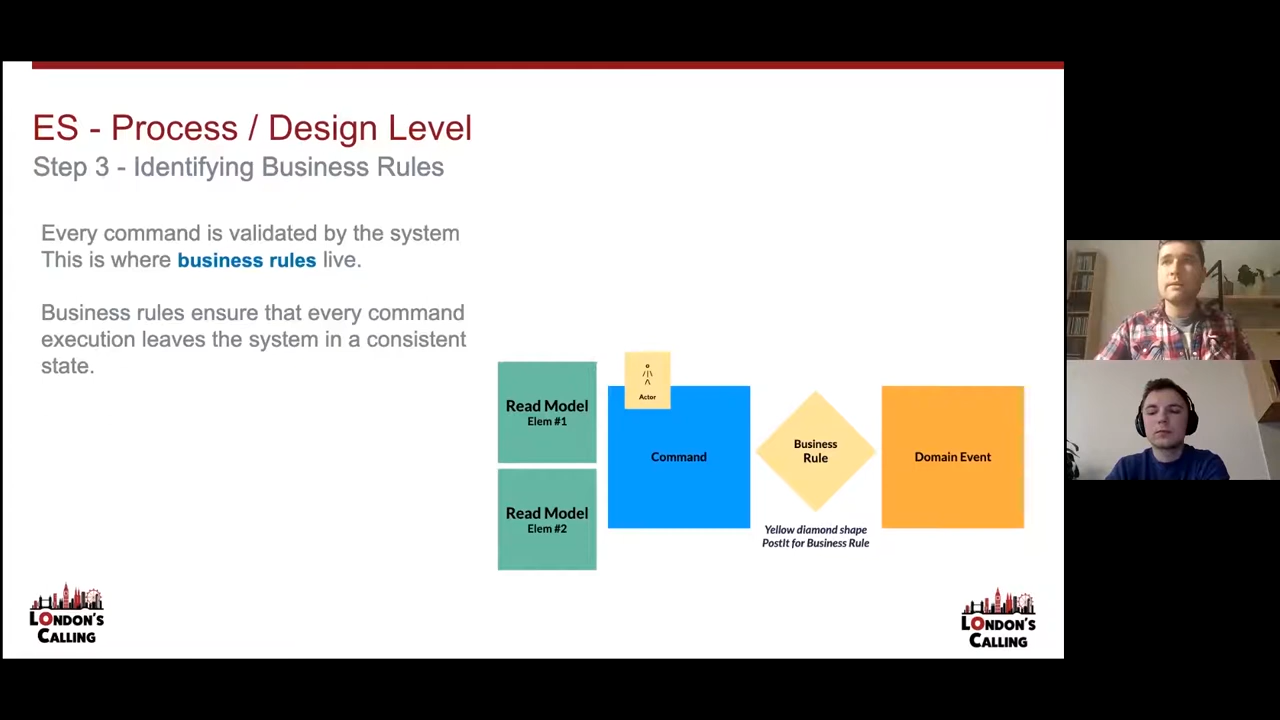 ES - Process / Design Level
Step 3 - Identifying Business Rules
Every command is validated by the system
This is where business rules live.
Business rules ensure that every command
execution leaves the system in a consistent
state.
Read Model
Elem #1
Read Model
Elem #2
Actor
Command
Business
Rule
Yellow diamond shape
PostIt for Business Rule
Domain Event
LONDON'S
CALLING
LONDON'S
CALLING